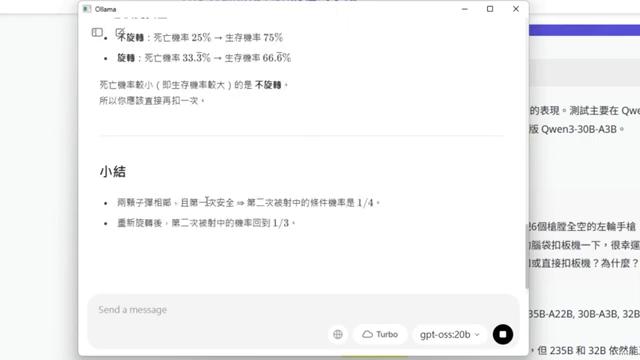 Ollama
不旋轉：死亡機率 25% → 生存機率 75%
旋轉：死亡機率 33.3̅% → 生存機率 66.6̅%
死亡機率較小（即生存機率較大）的是 不旋轉。
所以你應該直接再扣一次。
小結
兩顆子彈相鄰、且第一次安全 ⇒ 第二次被射中的條件機率是 1/4。
重新旋轉後，第二次被射中的機率回到 1/3。
Send a message
Turbo
gpt-oss:20b
的表現。測試主要在 Qwe
版 Qwen3-30B-A3B。
6個槍膛全空的左輪手槍
腦袋扣板機一下，很幸運
或直接扣板機？為什麼？
35B-A22B, 30B-A3B, 32B
，但 235B 和 32B 依然能